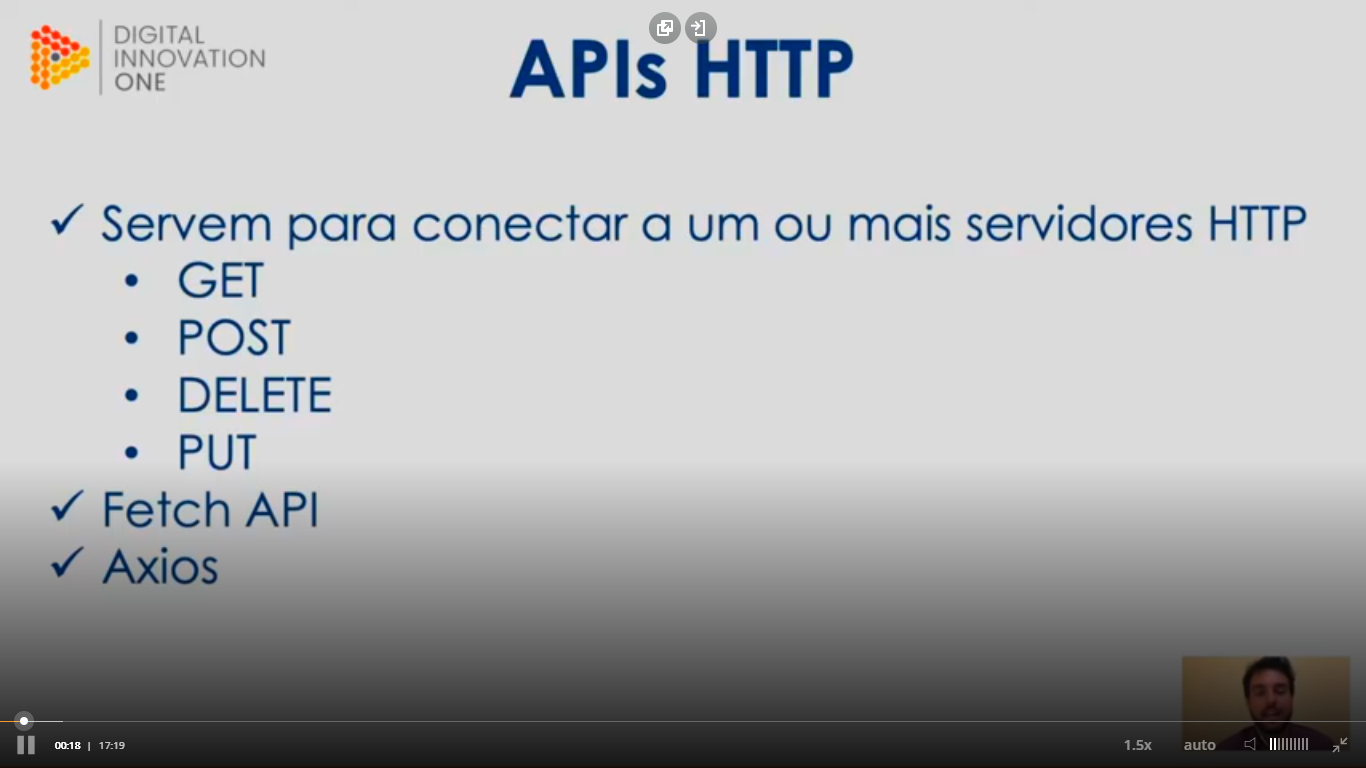 DIGITAL
INNOVATION
ONE
APIs HTTP
✓ Servem para conectar a um ou mais servidores HTTP
• GET
• POST
• DELETE
• PUT
✓ Fetch API
✓ Axios
00:18 | 17:19
1.5x
auto